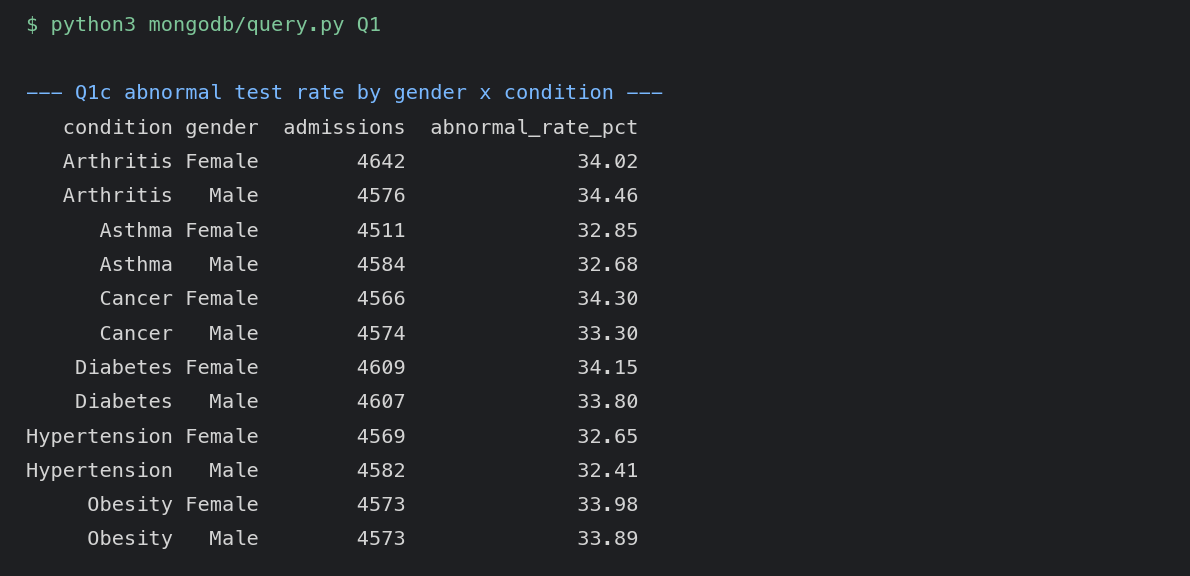 $ python3 mongodb/query.py Q1
--- Q1c abnormal test rate by gender x condition ---
condition gender admissions abnormal_rate_pct
Arthritis Female 4642 34.02
Arthritis Male 4576 34.46
Asthma Female 4511 32.85
Asthma Male 4584 32.68
Cancer Female 4566 34.30
Cancer Male 4574 33.30
Diabetes Female 4609 34.15
Diabetes Male 4607 33.80
Hypertension Female 4569 32.65
Hypertension Male 4582 32.41
Obesity Female 4573 33.98
Obesity Male 4573 33.89